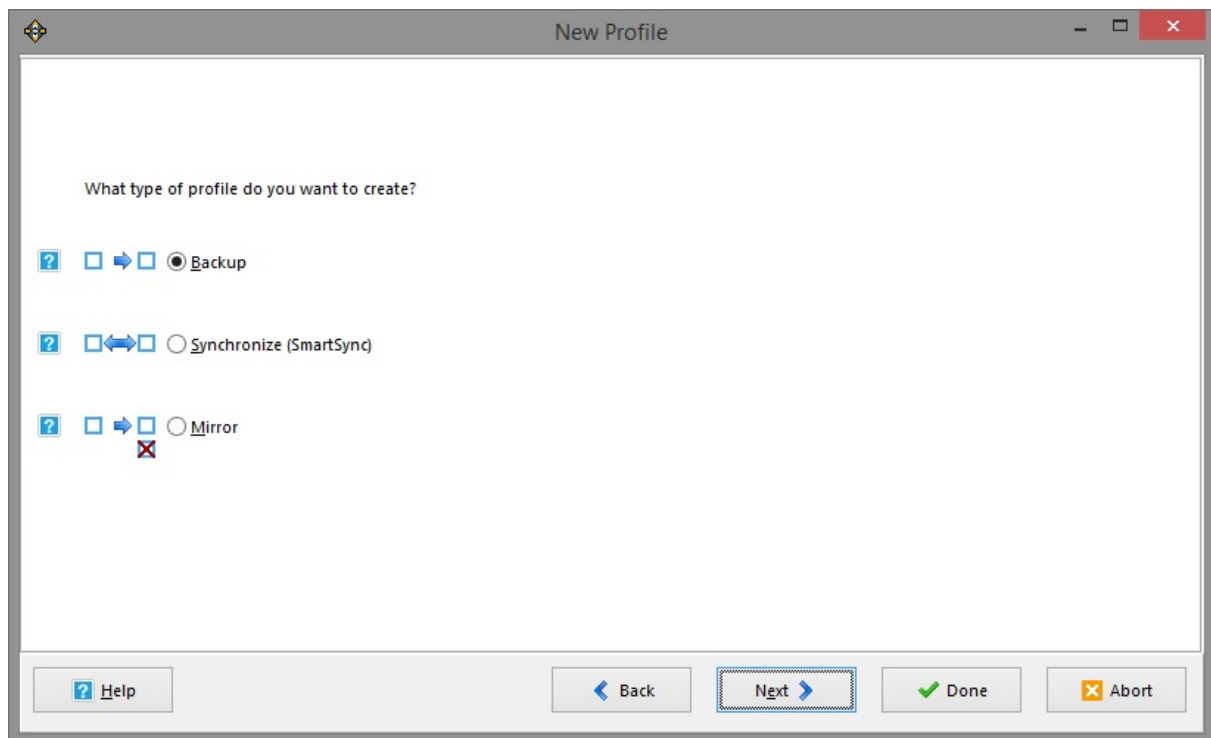 New Profile
What type of profile do you want to create?
Backup
Synchronize (SmartSync)
Mirror
Help
Back
Next
Done
Abort